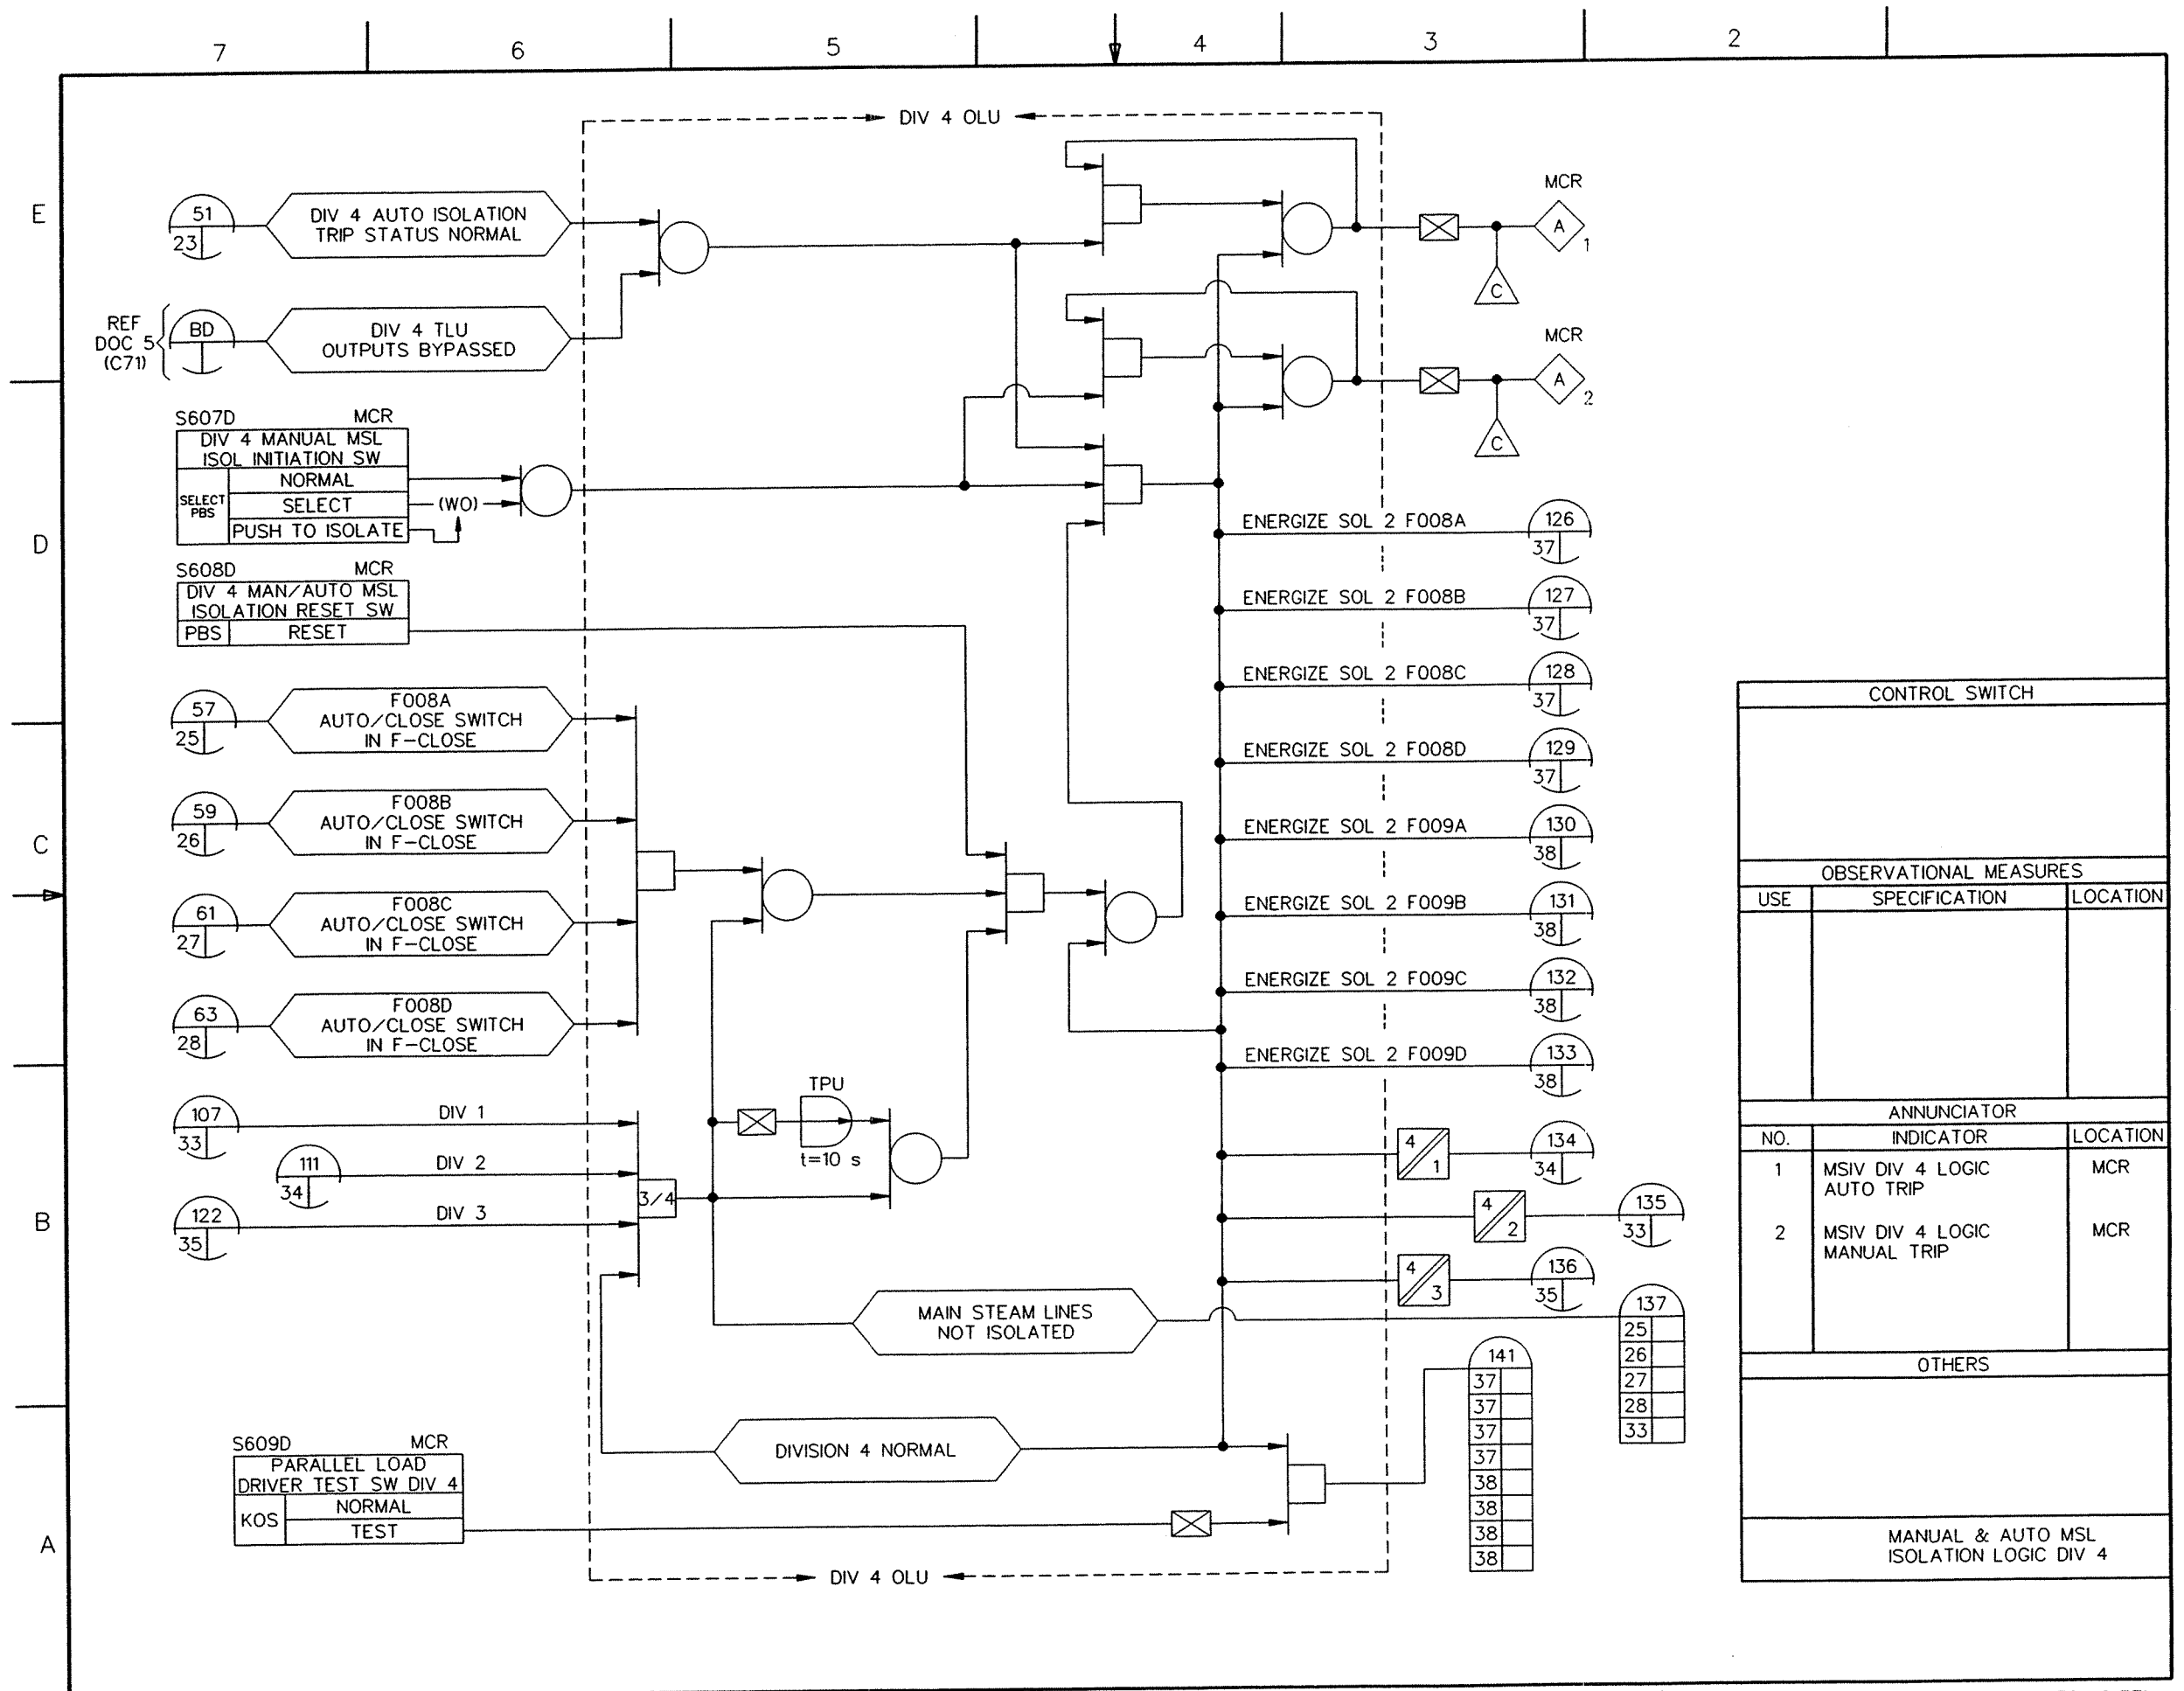 7 6 5 4 3 2
E
D
C
B
A
DIV 4 OLU
51
23
DIV 4 AUTO ISOLATION
TRIP STATUS NORMAL
REF
DOC 5
(C71)
BD
DIV 4 TLU
OUTPUTS BYPASSED
MCR
A
1
C
MCR
A
2
C
S607D MCR
DIV 4 MANUAL MSL
ISOL INITIATION SW
SELECT
PBS
NORMAL
SELECT
PUSH TO ISOLATE
(WO)
S608D MCR
DIV 4 MAN/AUTO MSL
ISOLATION RESET SW
PBS RESET
57
25
F008A
AUTO/CLOSE SWITCH
IN F-CLOSE
59
26
F008B
AUTO/CLOSE SWITCH
IN F-CLOSE
61
27
F008C
AUTO/CLOSE SWITCH
IN F-CLOSE
63
28
F008D
AUTO/CLOSE SWITCH
IN F-CLOSE
107
33
DIV 1
111
34
DIV 2
122
35
DIV 3
3/4
TPU
t=10 s
ENERGIZE SOL 2 F008A
126
37
ENERGIZE SOL 2 F008B
127
37
ENERGIZE SOL 2 F008C
128
37
ENERGIZE SOL 2 F008D
129
37
ENERGIZE SOL 2 F009A
130
38
ENERGIZE SOL 2 F009B
131
38
ENERGIZE SOL 2 F009C
132
38
ENERGIZE SOL 2 F009D
133
38
4
1
134
34
4
2
135
33
4
3
136
35
MAIN STEAM LINES
NOT ISOLATED
137
25
26
27
28
33
DIVISION 4 NORMAL
141
37
37
37
37
38
38
38
38
S609D MCR
PARALLEL LOAD
DRIVER TEST SW DIV 4
KOS
NORMAL
TEST
DIV 4 OLU
CONTROL SWITCH
OBSERVATIONAL MEASURES
USE SPECIFICATION LOCATION
ANNUNCIATOR
NO. INDICATOR LOCATION
1 MSIV DIV 4 LOGIC MCR
AUTO TRIP
2 MSIV DIV 4 LOGIC MCR
MANUAL TRIP
OTHERS
MANUAL & AUTO MSL
ISOLATION LOGIC DIV 4